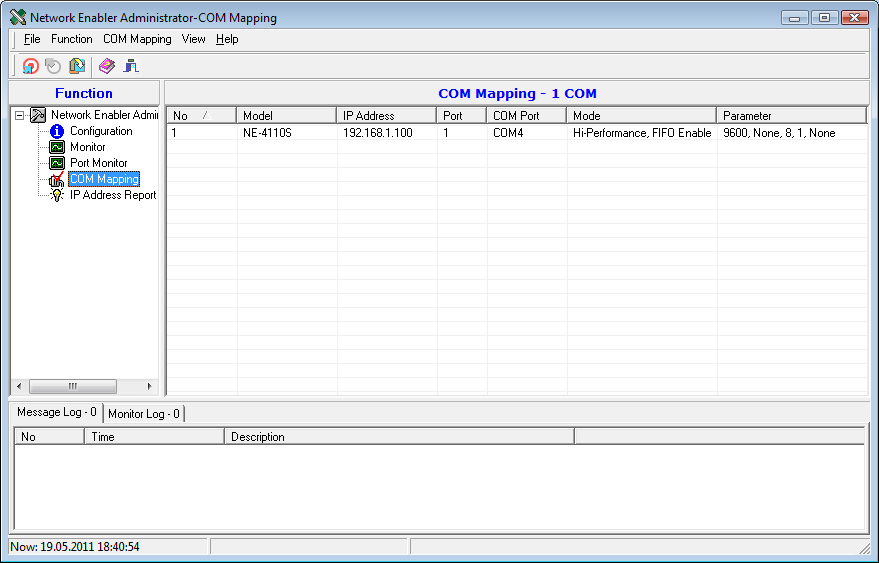 Network Enabler Administrator-COM Mapping
File Function COM Mapping View Help
Function
COM Mapping - 1 COM
Network Enabler Admi
Configuration
Monitor
Port Monitor
COM Mapping
IP Address Report
No Model IP Address Port COM Port Mode Parameter
1 NE-4110S 192.168.1.100 1 COM4 Hi-Performance, FIFO Enable 9600, None, 8, 1, None
Message Log - 0 Monitor Log - 0
No Time Description
Now: 19.05.2011 18:40:54